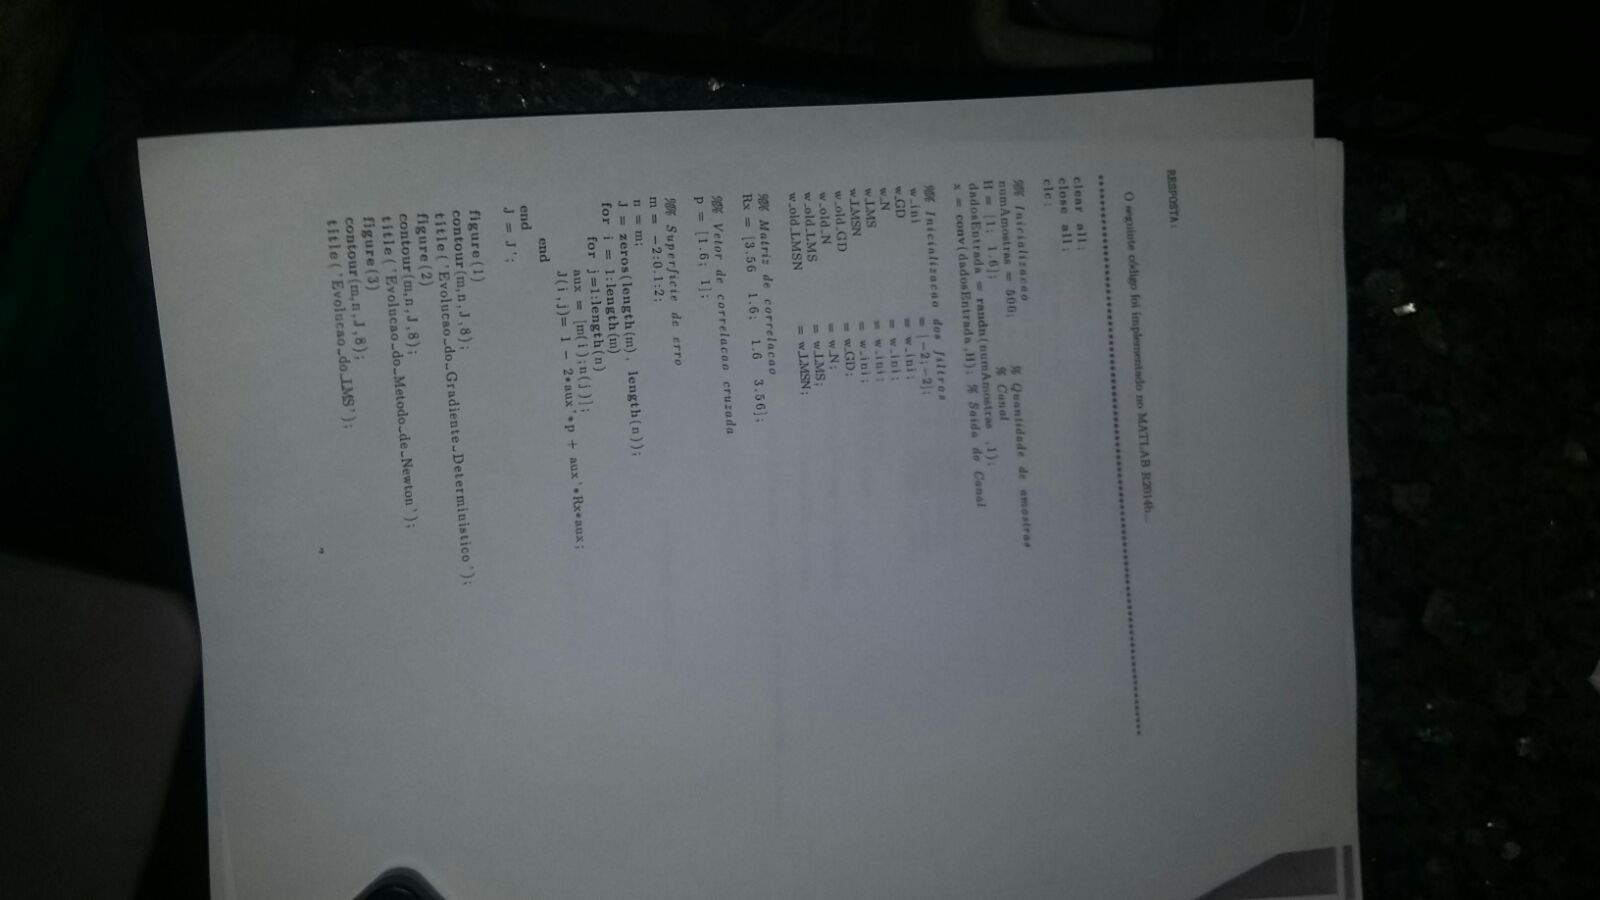 RESPOSTA:
O seguinte código foi implementado no MATLAB R2014b...
clear all;
close all;
clc;
%% Inicializacao
numAmostras = 500; % Quantidade de amostras
H = [1; 1.6]; % Canal
dadosEntrada = randn(numAmostras ,1);
x = conv(dadosEntrada,H); % Saida do Canal
%% Inicializacao dos filtros
w_ini = [-2;-2];
w_GD = w_ini;
w_N = w_ini;
w_LMS = w_ini;
w_LMSN = w_ini;
w_old_GD = w_GD;
w_old_N = w_N;
w_old_LMS = w_LMS;
w_old_LMSN = w_LMSN;
%% Matriz de correlacao
Rx = [3.56 1.6; 1.6 3.56];
%% Vetor de correlacao cruzada
p = [1.6; 1];
%% Superficie de erro
m = -2:0.1:2;
n = m;
J = zeros(length(m), length(n));
for i = 1:length(m)
for j=1:length(n)
aux = [m(i);n(j)];
J(i,j)= 1 - 2*aux'*p + aux'*Rx*aux;
end
end
J = J';
figure(1)
contour(m,n,J,8);
title('Evolucao_do_Gradiente_Deterministico');
figure(2)
contour(m,n,J,8);
title('Evolucao_do_Metodo_de_Newton');
figure(3)
contour(m,n,J,8);
title('Evolucao_do_LMS');